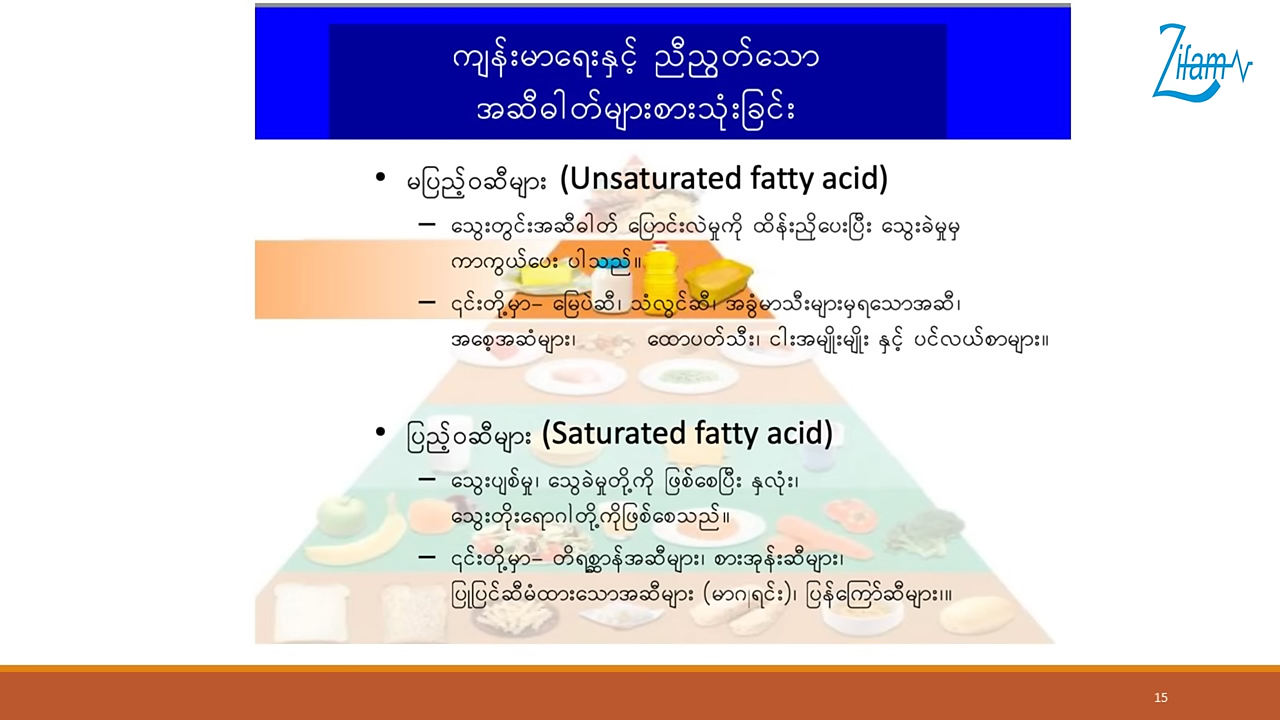 ကျန်းမာရေးနှင့် ညီညွတ်သော
အဆီဓါတ်များစားသုံးခြင်း
Zifam
• မပြည့်ဝဆီများ (Unsaturated fatty acid)
– သွေးတွင်းအဆီဓါတ် ပြောင်းလဲမှုကို ထိန်းညှိပေးပြီး သွေးခဲမှုမှ
ကာကွယ်ပေး ပါသည်။
– ၎င်းတို့မှာ– မြေပဲဆီ၊ သံလွင်ဆီ၊ အခွံမာသီးများမှရသောအဆီ၊
အစေ့အဆံများ၊ ထောပတ်သီး၊ ငါးအမျိုးမျိုး နှင့် ပင်လယ်စာများ။
• ပြည့်ဝဆီများ (Saturated fatty acid)
– သွေးပျစ်မှု၊ သွေခဲမှုတို့ကို ဖြစ်စေပြီး နှလုံး၊
သွေးတိုးရောဂါတို့ကိုဖြစ်စေသည်။
– ၎င်းတို့မှာ– တိရစ္ဆာန်အဆီများ၊ စားအုန်းဆီများ၊
ပြုပြင်ဆီမံထားသောအဆီများ (မာဂျရင်း)၊ ပြန်ကြော်ဆီများ၊။
15